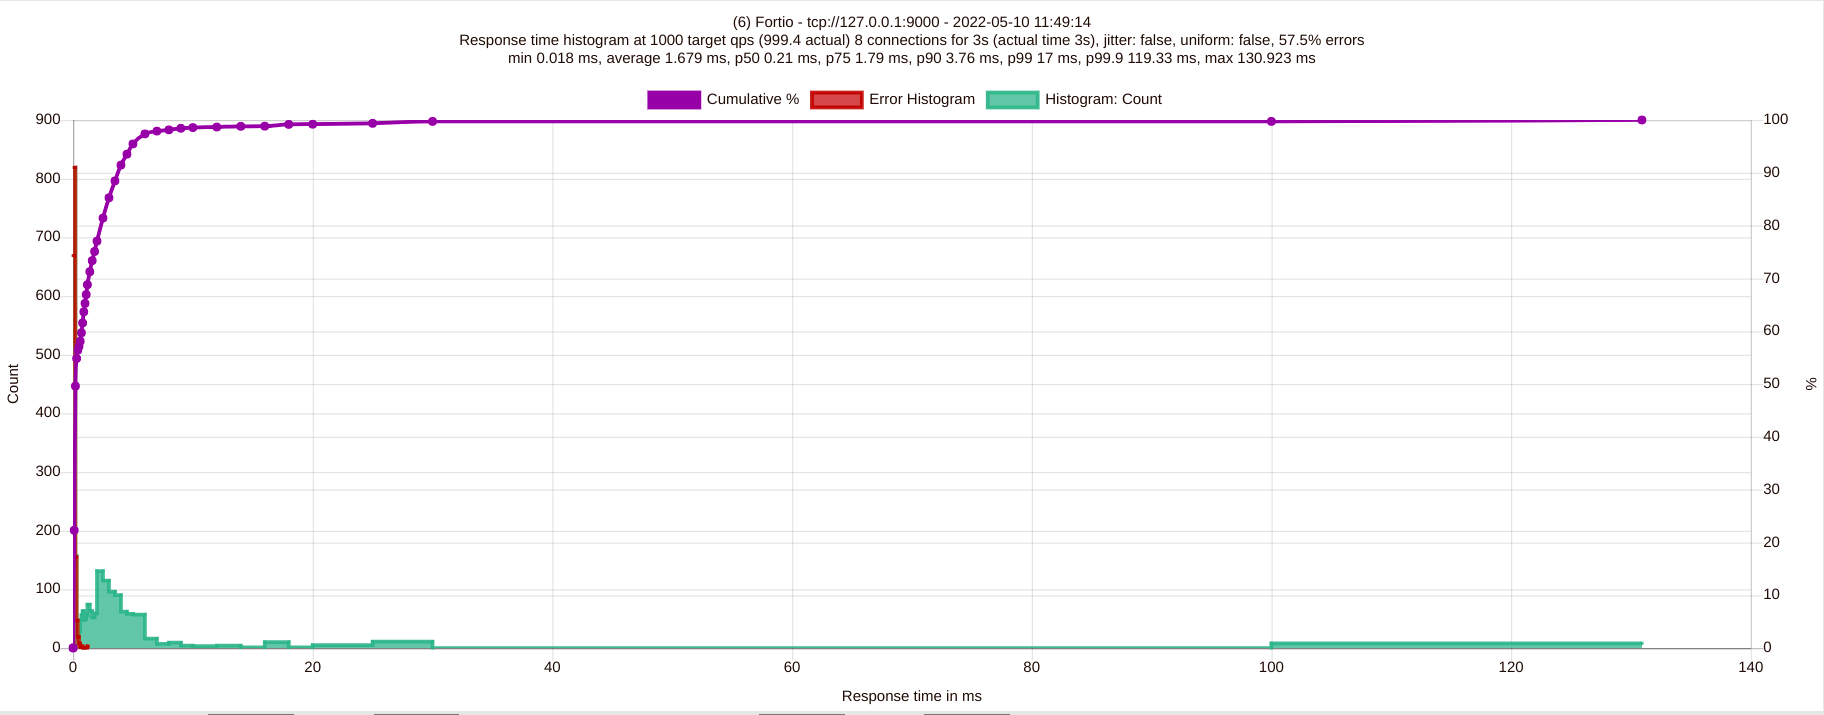 (6) Fortio - tcp://127.0.0.1:9000 - 2022-05-10 11:49:14
Response time histogram at 1000 target qps (999.4 actual) 8 connections for 3s (actual time 3s), jitter: false, uniform: false, 57.5% errors
min 0.018 ms, average 1.679 ms, p50 0.21 ms, p75 1.79 ms, p90 3.76 ms, p99 17 ms, p99.9 119.33 ms, max 130.923 ms
Cumulative % Error Histogram Histogram: Count
900 100
800 90
700 80
600 70
500 60
400 50
300 40
200 30
100 20
0 10
0
Count
%
0 20 40 60 80 100 120 140
Response time in ms